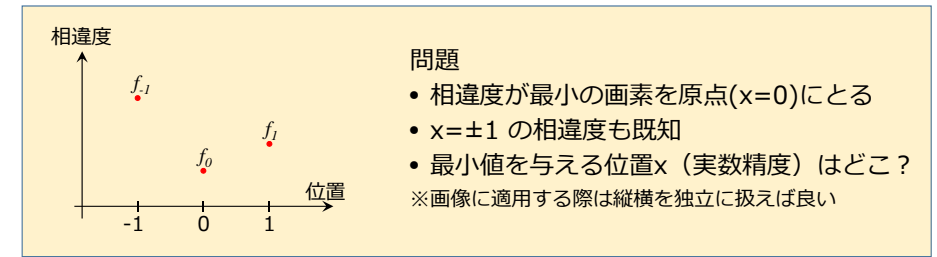 相違度
f-1
f0
f1
位置
-1 0 1
問題
• 相違度が最小の画素を原点(x=0)にとる
• x=±1 の相違度も既知
• 最小値を与える位置x（実数精度）はどこ？
※画像に適用する際は縦横を独立に扱えば良い